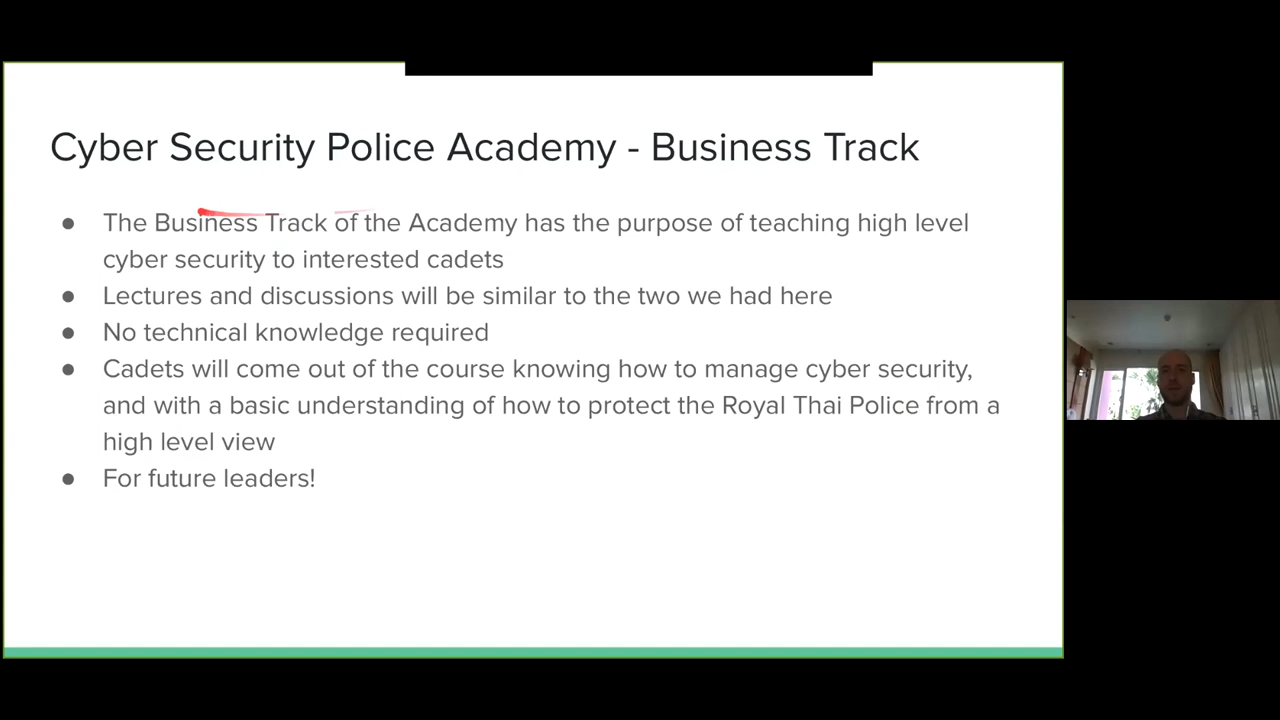 Cyber Security Police Academy - Business Track
● The Business Track of the Academy has the purpose of teaching high level
cyber security to interested cadets
● Lectures and discussions will be similar to the two we had here
● No technical knowledge required
● Cadets will come out of the course knowing how to manage cyber security,
and with a basic understanding of how to protect the Royal Thai Police from a
high level view
● For future leaders!